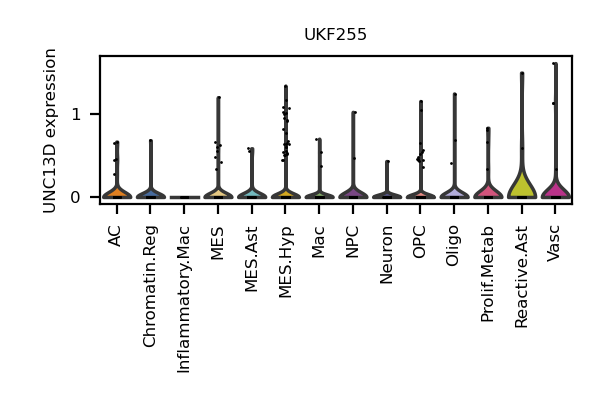 UKF255
UNC13D expression
1
0
AC
Chromatin.Reg
Inflammatory.Mac
MES
MES.Ast
MES.Hyp
Mac
NPC
Neuron
OPC
Oligo
Prolif.Metab
Reactive.Ast
Vasc